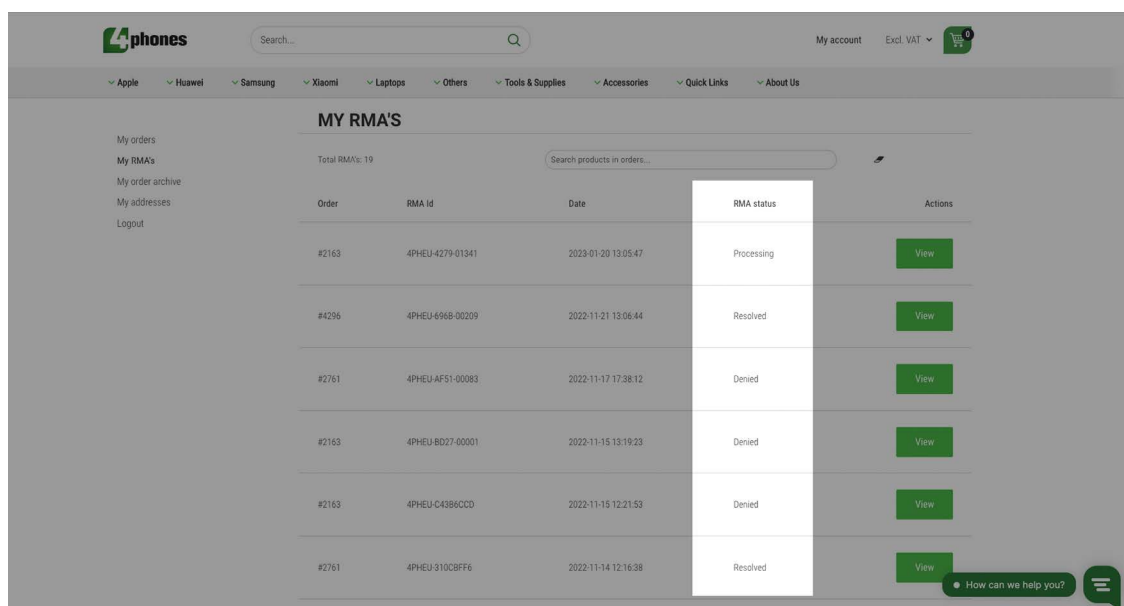 4phones
Search...
My account
Excl. VAT
0
Apple
Huawei
Samsung
Xiaomi
Laptops
Others
Tools & Supplies
Accessories
Quick Links
About Us
My orders
My RMA's
My order archive
My addresses
Logout
MY RMA'S
Total RMA's: 19
Search products in orders...
Order RMA Id Date RMA status Actions
#2163 4PHEU-4279-01341 2023-01-20 13:05:47 Processing View
#4296 4PHEU-696B-00209 2022-11-21 13:06:44 Resolved View
#2761 4PHEU-AF51-00083 2022-11-17 17:38:12 Denied View
#2163 4PHEU-BD27-00001 2022-11-15 13:19:23 Denied View
#2163 4PHEU-C43B6CCD 2022-11-15 12:21:53 Denied View
#2761 4PHEU-310CBFF6 2022-11-14 12:16:38 Resolved View
How can we help you?